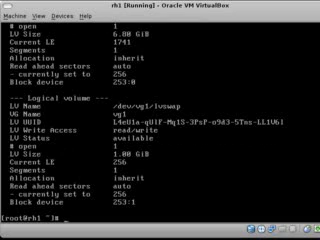 rh1 [Running] - Oracle VM VirtualBox
Machine View Devices Help
# open 1
LV Size 6.80 GiB
Current LE 1741
Segments 1
Allocation inherit
Read ahead sectors auto
- currently set to 256
Block device 253:0
--- Logical volume ---
LV Name /dev/vg1/lvswap
VG Name vg1
LV UUID
LV Write Access read/write
LV Status available
# open 1
LV Size 1.00 GiB
Current LE 256
Segments 1
Allocation inherit
Read ahead sectors auto
- currently set to 256
Block device 253:1
[root@rh1 ~]# _